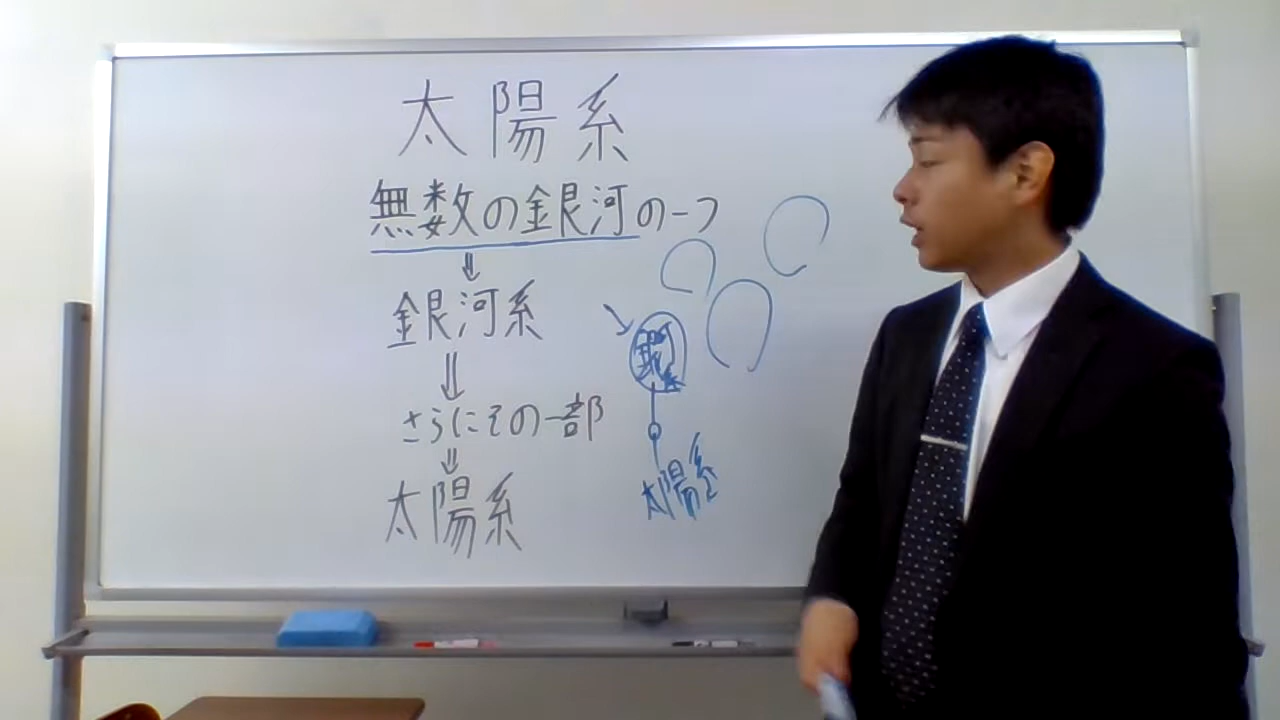 太陽系
無数の銀河の一つ
⇓
銀河系
⇓
さらにその一部
⇓
太陽系
銀河系
太陽系